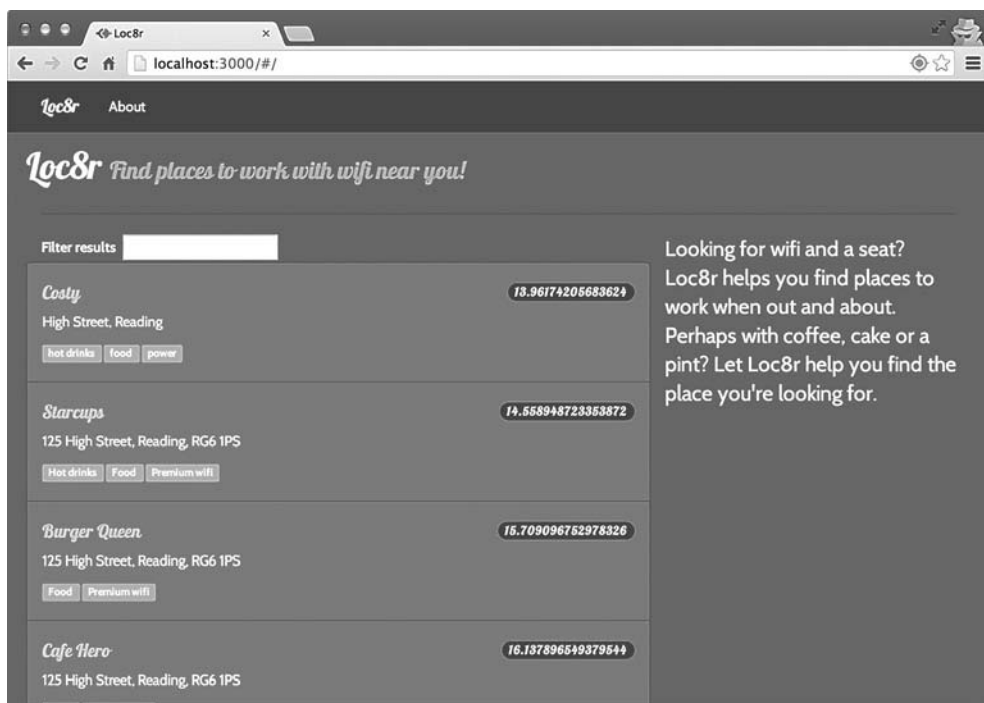 Loc8r
localhost:3000/#/
Loc8r About
Loc8r Find places to work with wifi near you!
Filter results
Costy 13.96174205683624
High Street, Reading
hot drinks food power
Starcups 14.558948723353872
125 High Street, Reading, RG6 1PS
Hot drinks Food Premium wifi
Burger Queen 15.709096752978326
125 High Street, Reading, RG6 1PS
Food Premium wifi
Cafe Hero 16.137896549379544
125 High Street, Reading, RG6 1PS
Looking for wifi and a seat?
Loc8r helps you find places to
work when out and about.
Perhaps with coffee, cake or a
pint? Let Loc8r help you find the
place you're looking for.